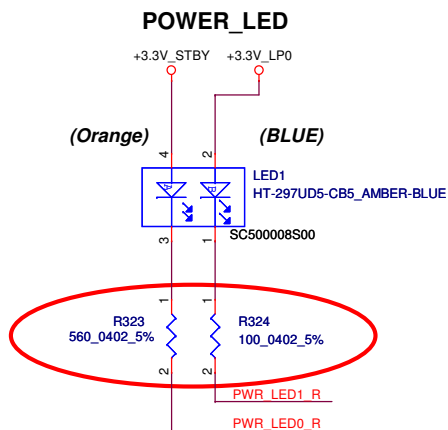 POWER_LED
+3.3V_STBY +3.3V_LP0
(Orange) (BLUE)
4 2
LED1
HT-297UD5-CB5_AMBER-BLUE
A B
SC500008S00
3 1
1 1
R323 R324
560_0402_5% 100_0402_5%
2 2
PWR_LED1_R
PWR_LED0_R